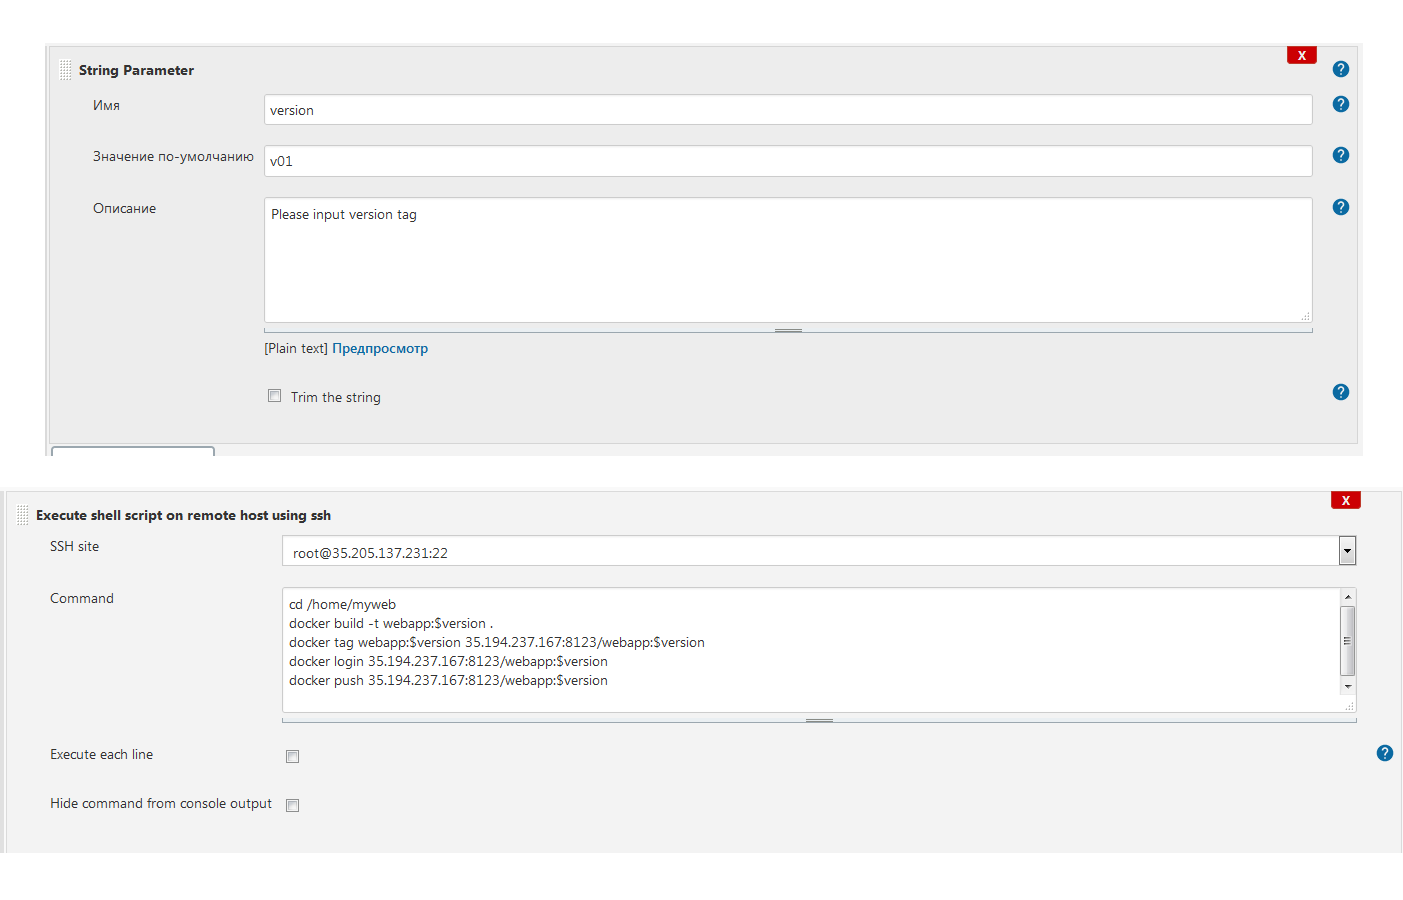 X
String Parameter
?
Имя
version
?
Значение по-умолчанию
v01
?
Описание
Please input version tag
?
[Plain text] Предпросмотр
Trim the string
?
X
Execute shell script on remote host using ssh
SSH site
root@35.205.137.231:22
Command
cd /home/myweb
docker build -t webapp:$version .
docker tag webapp:$version 35.194.237.167:8123/webapp:$version
docker login 35.194.237.167:8123/webapp:$version
docker push 35.194.237.167:8123/webapp:$version
Execute each line
?
Hide command from console output